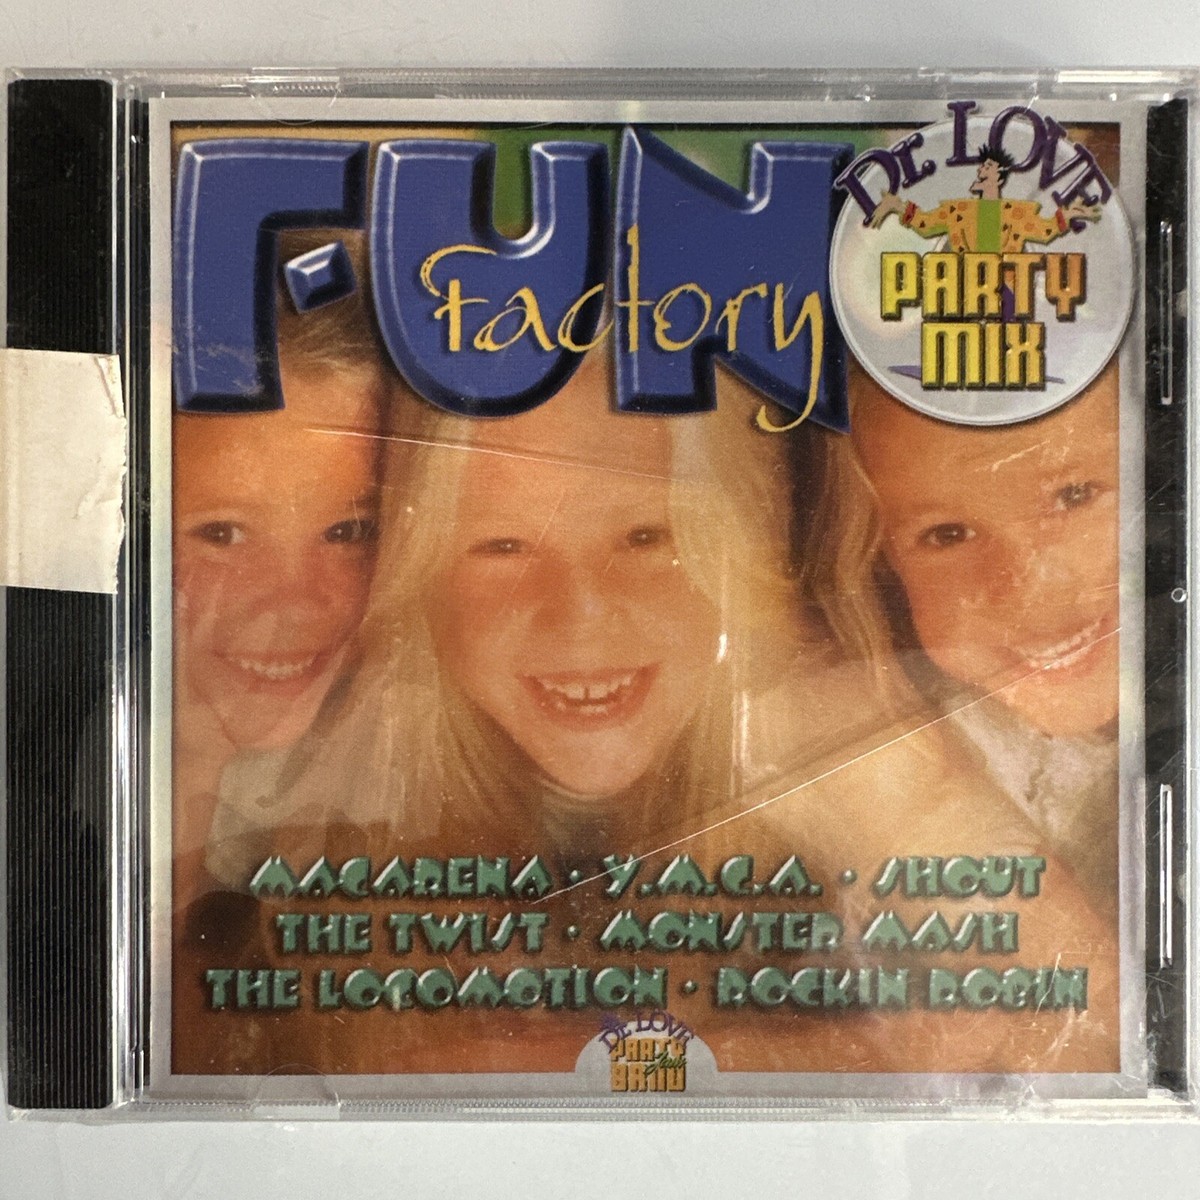 FUN
Factory
Dr. LOVE
PARTY
MIX
MACARENA · Y.M.C.A. · SHOUT
THE TWIST · MONSTER MASH
THE LOCOMOTION · ROCKIN ROBIN
Dr. LOVE
PARTY
BAND